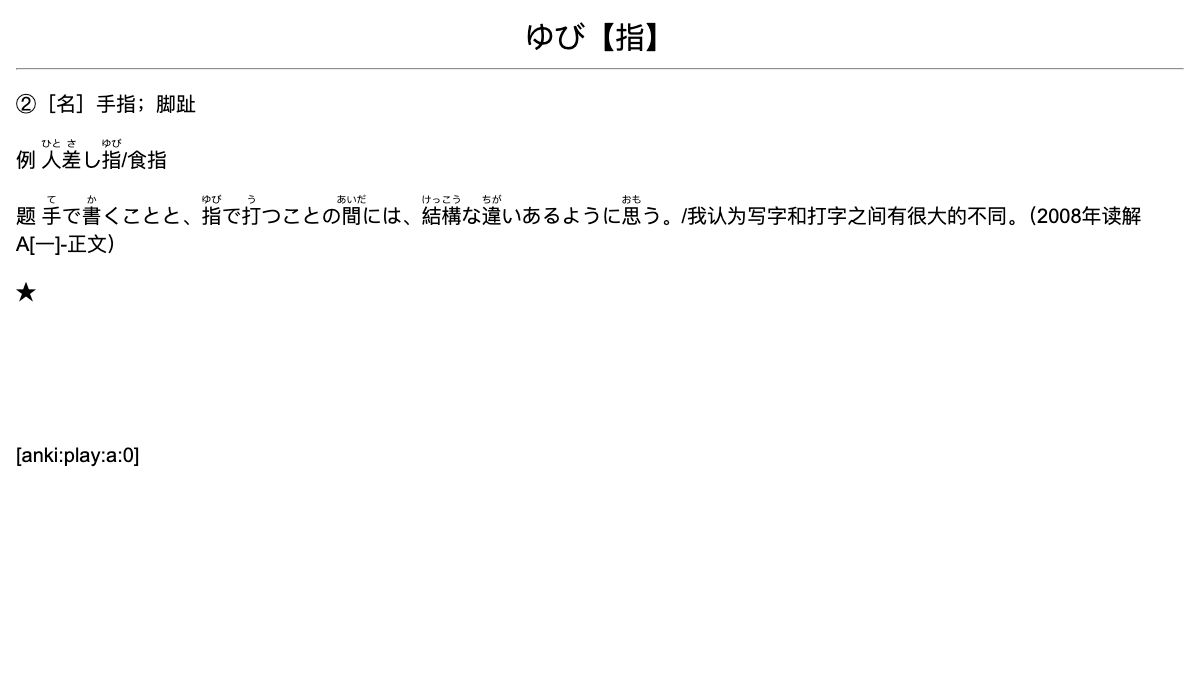 ゆび【指】
②［名］手指；脚趾
例 人差し指/食指
题 手で書くことと、指で打つことの間には、結構な違いあるように思う。/我认为写字和打字之间有很大的不同。（2008年读解
A[一]-正文）
★
[anki:play:a:0]